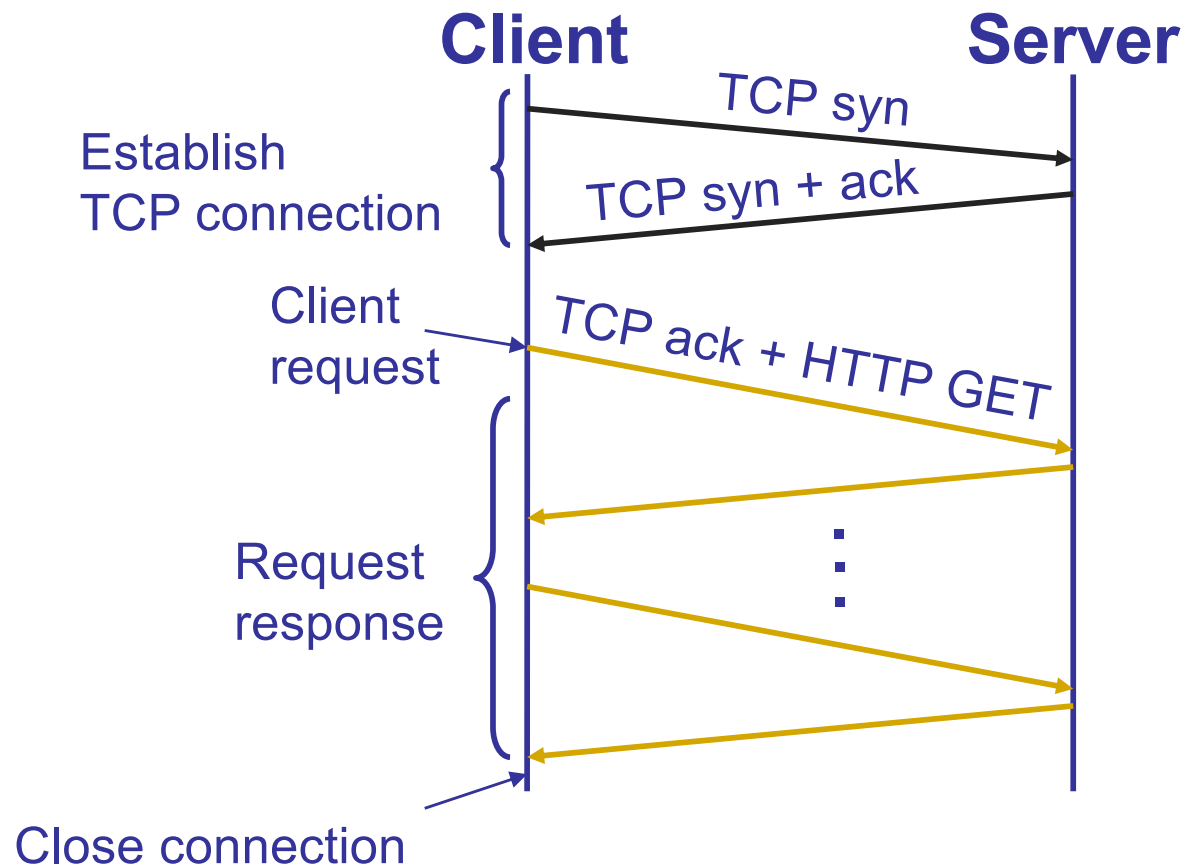 Client
Server
TCP syn
Establish
TCP connection
TCP syn + ack
Client
request
TCP ack + HTTP GET
Request
response
Close connection